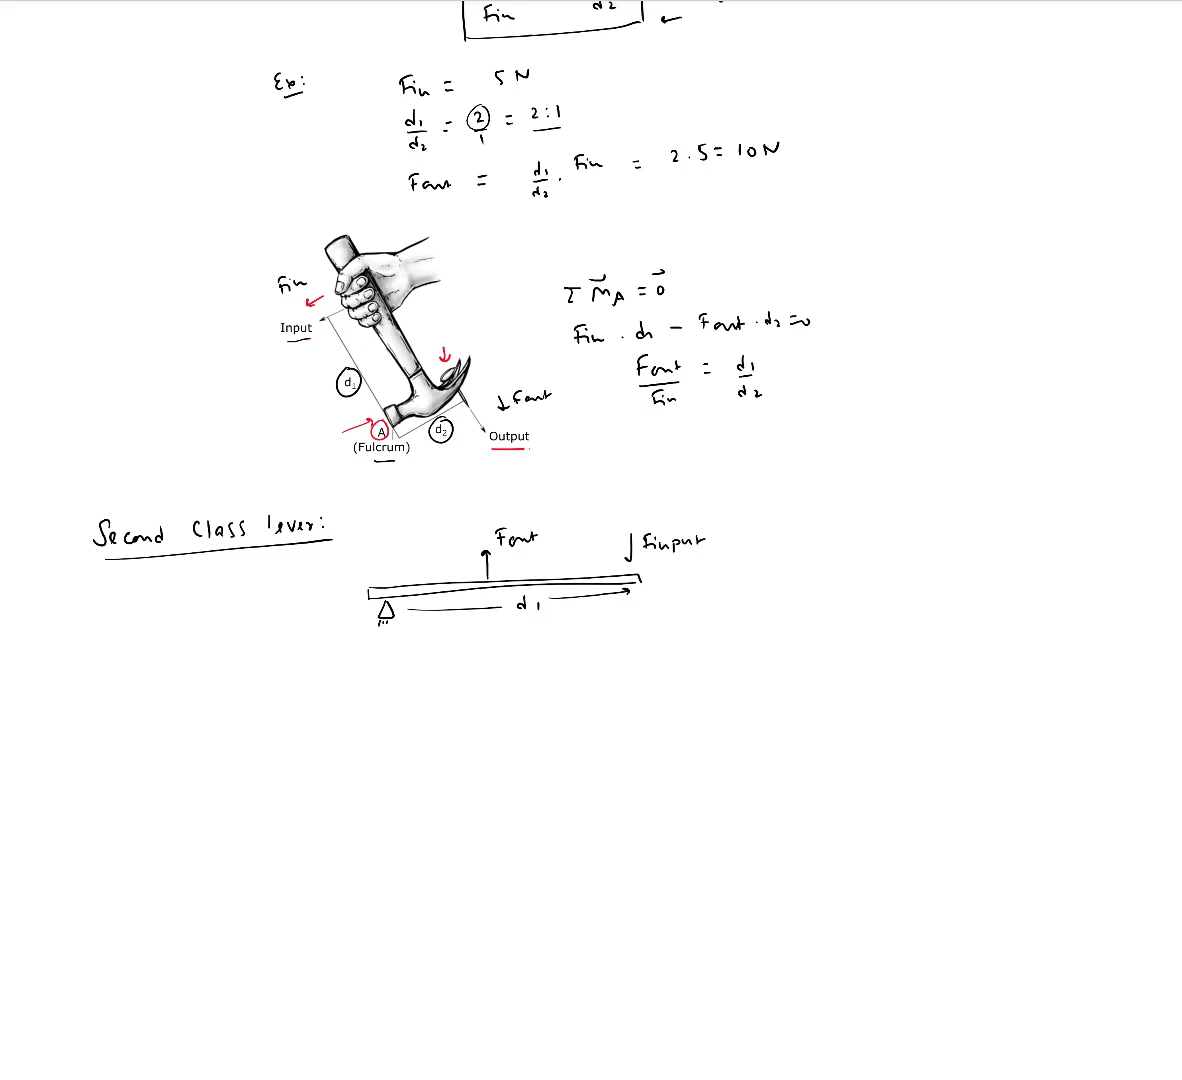 Fin d2
Ex: Fin = 5 N
d1/d2 = 2/1 = 2:1
Fout = d1/d2 . Fin = 2.5 = 10 N
Fin
Input
d1
A
(Fulcrum)
d2
↓ Fout
Output
Σ M⃗A = 0⃗
Fin . d1 - Fout . d2 = 0
Fout/Fin = d1/d2
Second Class lever:
Fout
Finput
d1